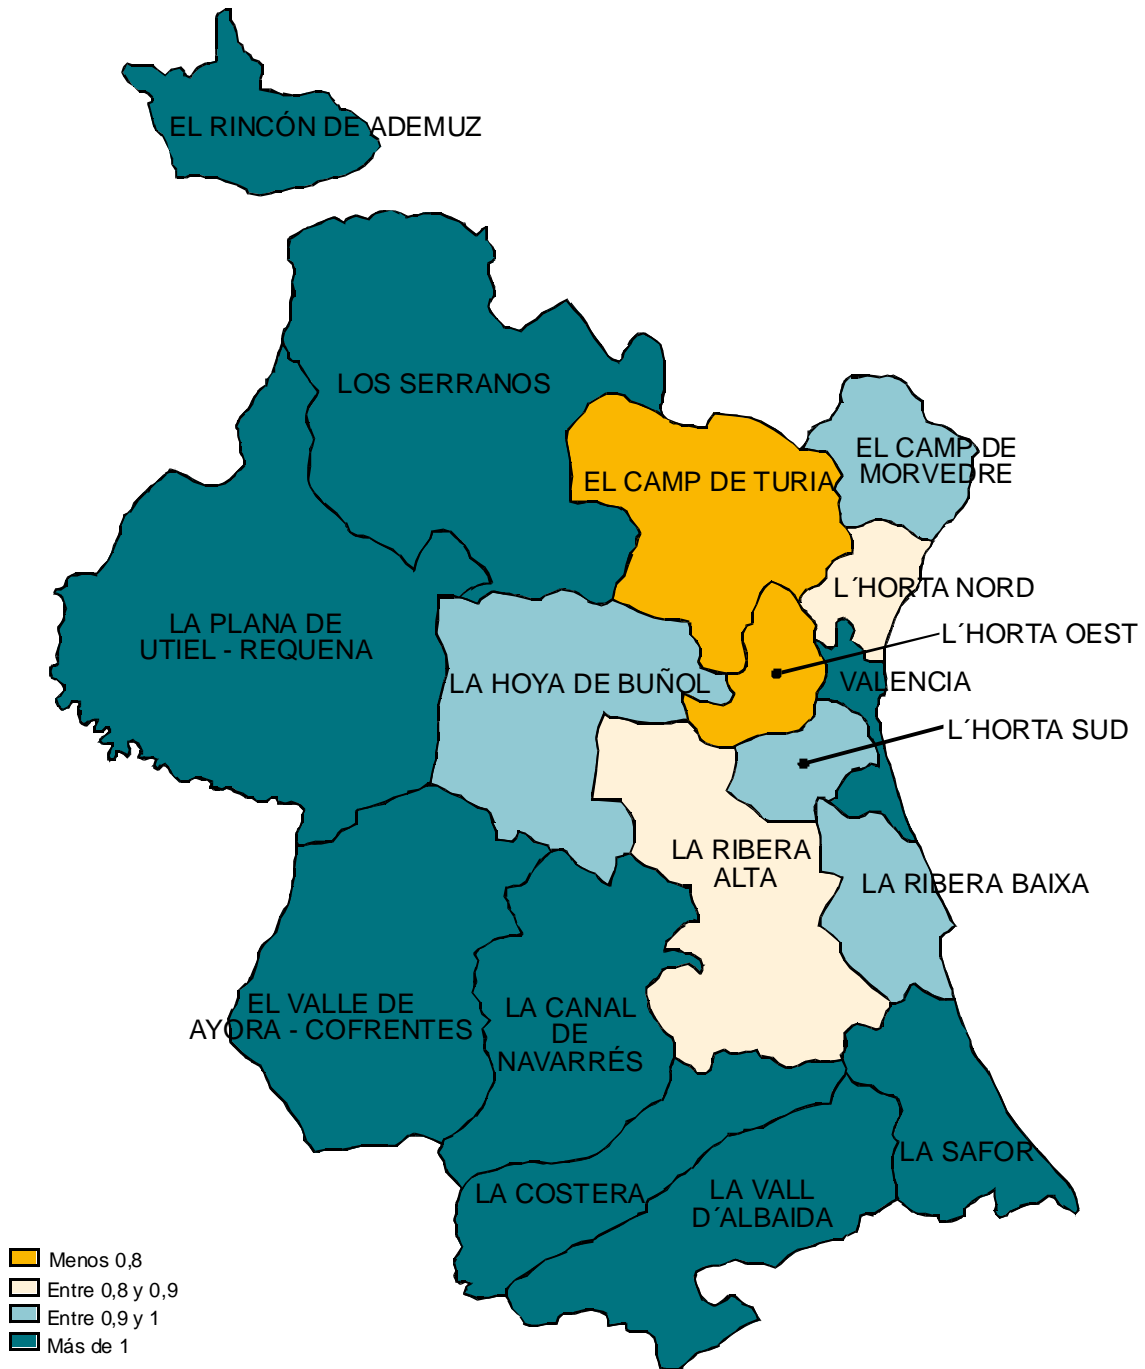 EL RINCÓN DE ADEMUZ
LOS SERRANOS
EL CAMP DE
MORVEDRE
EL CAMP DE TURIA
L´HORTA NORD
LA PLANA DE
UTIEL - REQUENA
L´HORTA OEST
LA HOYA DE BUÑOL
VALENCIA
L´HORTA SUD
LA RIBERA
ALTA
LA RIBERA BAIXA
EL VALLE DE
AYORA - COFRENTES
LA CANAL
DE
NAVARRÉS
LA SAFOR
LA COSTERA
LA VALL
D´ALBAIDA
Menos 0,8
Entre 0,8 y 0,9
Entre 0,9 y 1
Más de 1